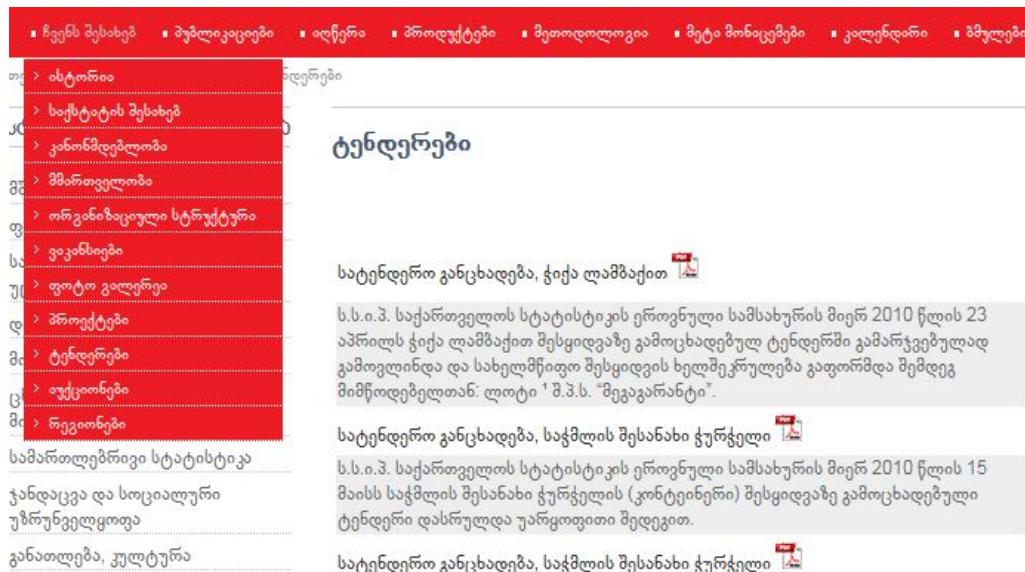 ჩვენს შესახებ
პუბლიკაციები
აღწერა
პროდუქტები
მეთოდოლოგია
მეტა მონაცემები
კალენდარი
ბმულები
ისტორია
საქსტატის შესახებ
კანონმდებლობა
მმართველობა
ორგანიზაციული სტრუქტურა
ვაკანსიები
ფოტო გალერეა
პროექტები
ტენდერები
აუქციონები
რეგიონები
სამართლებრივი სტატისტიკა
ჯანდაცვა და სოციალური
უზრუნველყოფა
განათლება, კულტურა
ტენდერები
სატენდერო განცხადება, ჭიქა ლამბაქით
ს.ს.ი.პ. საქართველოს სტატისტიკის ეროვნული სამსახურის მიერ 2010 წლის 23
აპრილს ჭიქა ლამბაქით შესყიდვაზე გამოცხადებულ ტენდერში გამარჯვებულად
გამოვლინდა და სახელმწიფო შესყიდვის ხელშეკრულება გაფორმდა შემდეგ
მიმწოდებელთან: ლოტი ¹ შ.პ.ს. “მეგაგარანტი”.
სატენდერო განცხადება, საჭმლის შესანახი ჭურჭელი
ს.ს.ი.პ. საქართველოს სტატისტიკის ეროვნული სამსახურის მიერ 2010 წლის 15
მაისს საჭმლის შესანახი ჭურჭელის (კონტეინერი) შესყიდვაზე გამოცხადებული
ტენდერი დასრულდა უარყოფითი შედეგით.
სატენდერო განცხადება, საჭმლის შესანახი ჭურჭელი